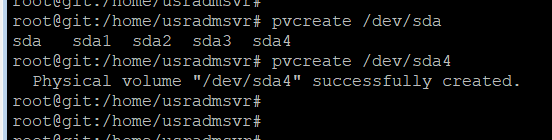 root@git:/home/usradmsvr# pvcreate /dev/sda
sda   sda1  sda2  sda3  sda4
root@git:/home/usradmsvr# pvcreate /dev/sda4
  Physical volume "/dev/sda4" successfully created.
root@git:/home/usradmsvr#
root@git:/home/usradmsvr#
root@git:/home/usradmsvr#
root@git:/home/usradmsvr#